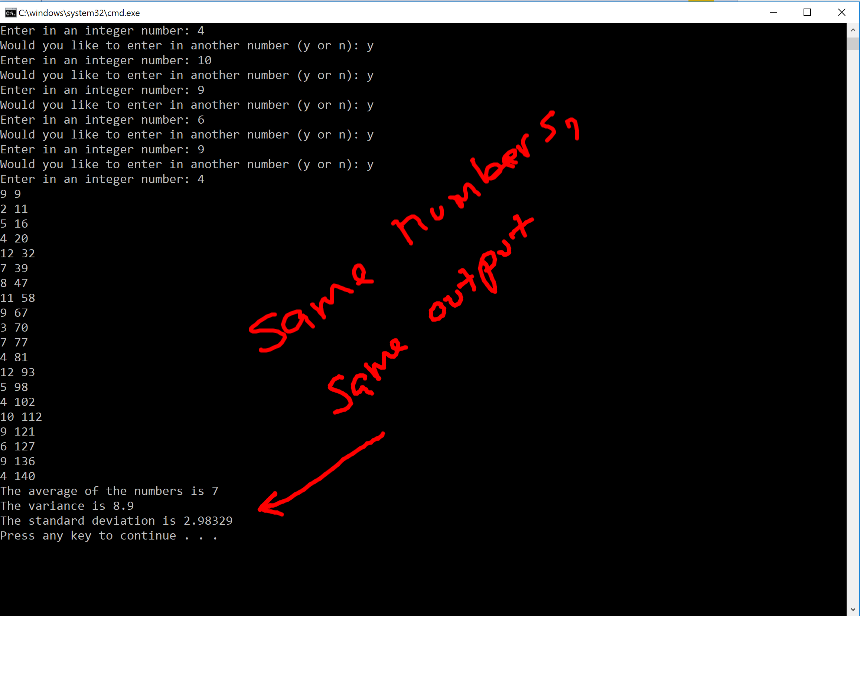 C:\windows\system32\cmd.exe
Enter in an integer number: 4
Would you like to enter in another number (y or n): y
Enter in an integer number: 10
Would you like to enter in another number (y or n): y
Enter in an integer number: 9
Would you like to enter in another number (y or n): y
Enter in an integer number: 6
Would you like to enter in another number (y or n): y
Enter in an integer number: 9
Would you like to enter in another number (y or n): y
Enter in an integer number: 4
9 9
2 11
5 16
4 20
12 32
7 39
8 47
11 58
9 67
3 70
7 77
4 81
12 93
5 98
4 102
10 112
9 121
6 127
9 136
4 140
The average of the numbers is 7
The variance is 8.9
The standard deviation is 2.98329
Press any key to continue . . .
Same numbers,
Same output